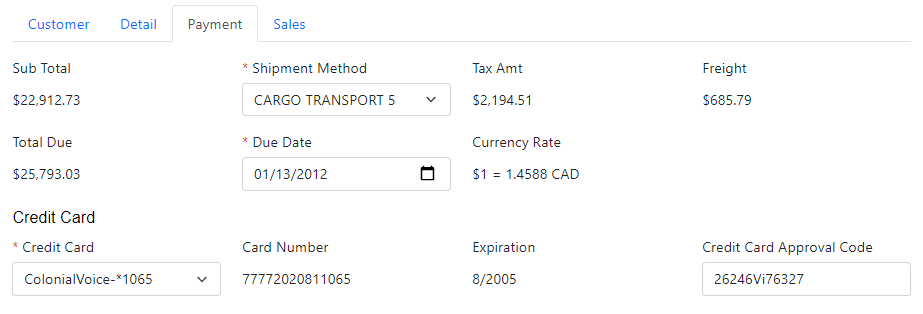 Customer Detail Payment Sales
Sub Total * Shipment Method Tax Amt Freight
$22,912.73 CARGO TRANSPORT 5 $2,194.51 $685.79
Total Due * Due Date Currency Rate
$25,793.03 01/13/2012 $1 = 1.4588 CAD
Credit Card
* Credit Card Card Number Expiration Credit Card Approval Code
ColonialVoice-*1065 77772020811065 8/2005 26246Vi76327